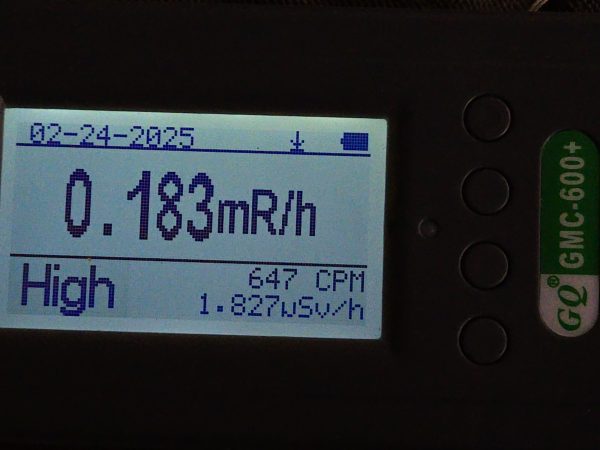 02-24-2025
0.183mR/h
High
647 CPM
1.827uSv/h
GQ® GMC-600+